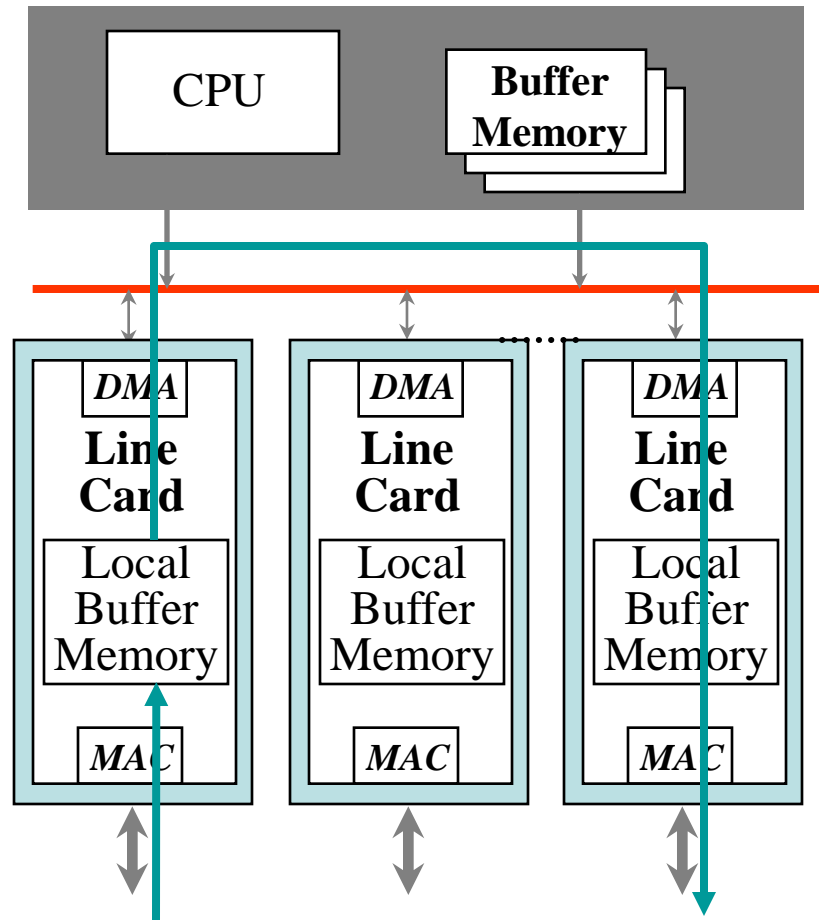 CPU
Buffer
Memory
DMA
Line
Card
Local
Buffer
Memory
MAC
DMA
Line
Card
Local
Buffer
Memory
MAC
DMA
Line
Card
Local
Buffer
Memory
MAC